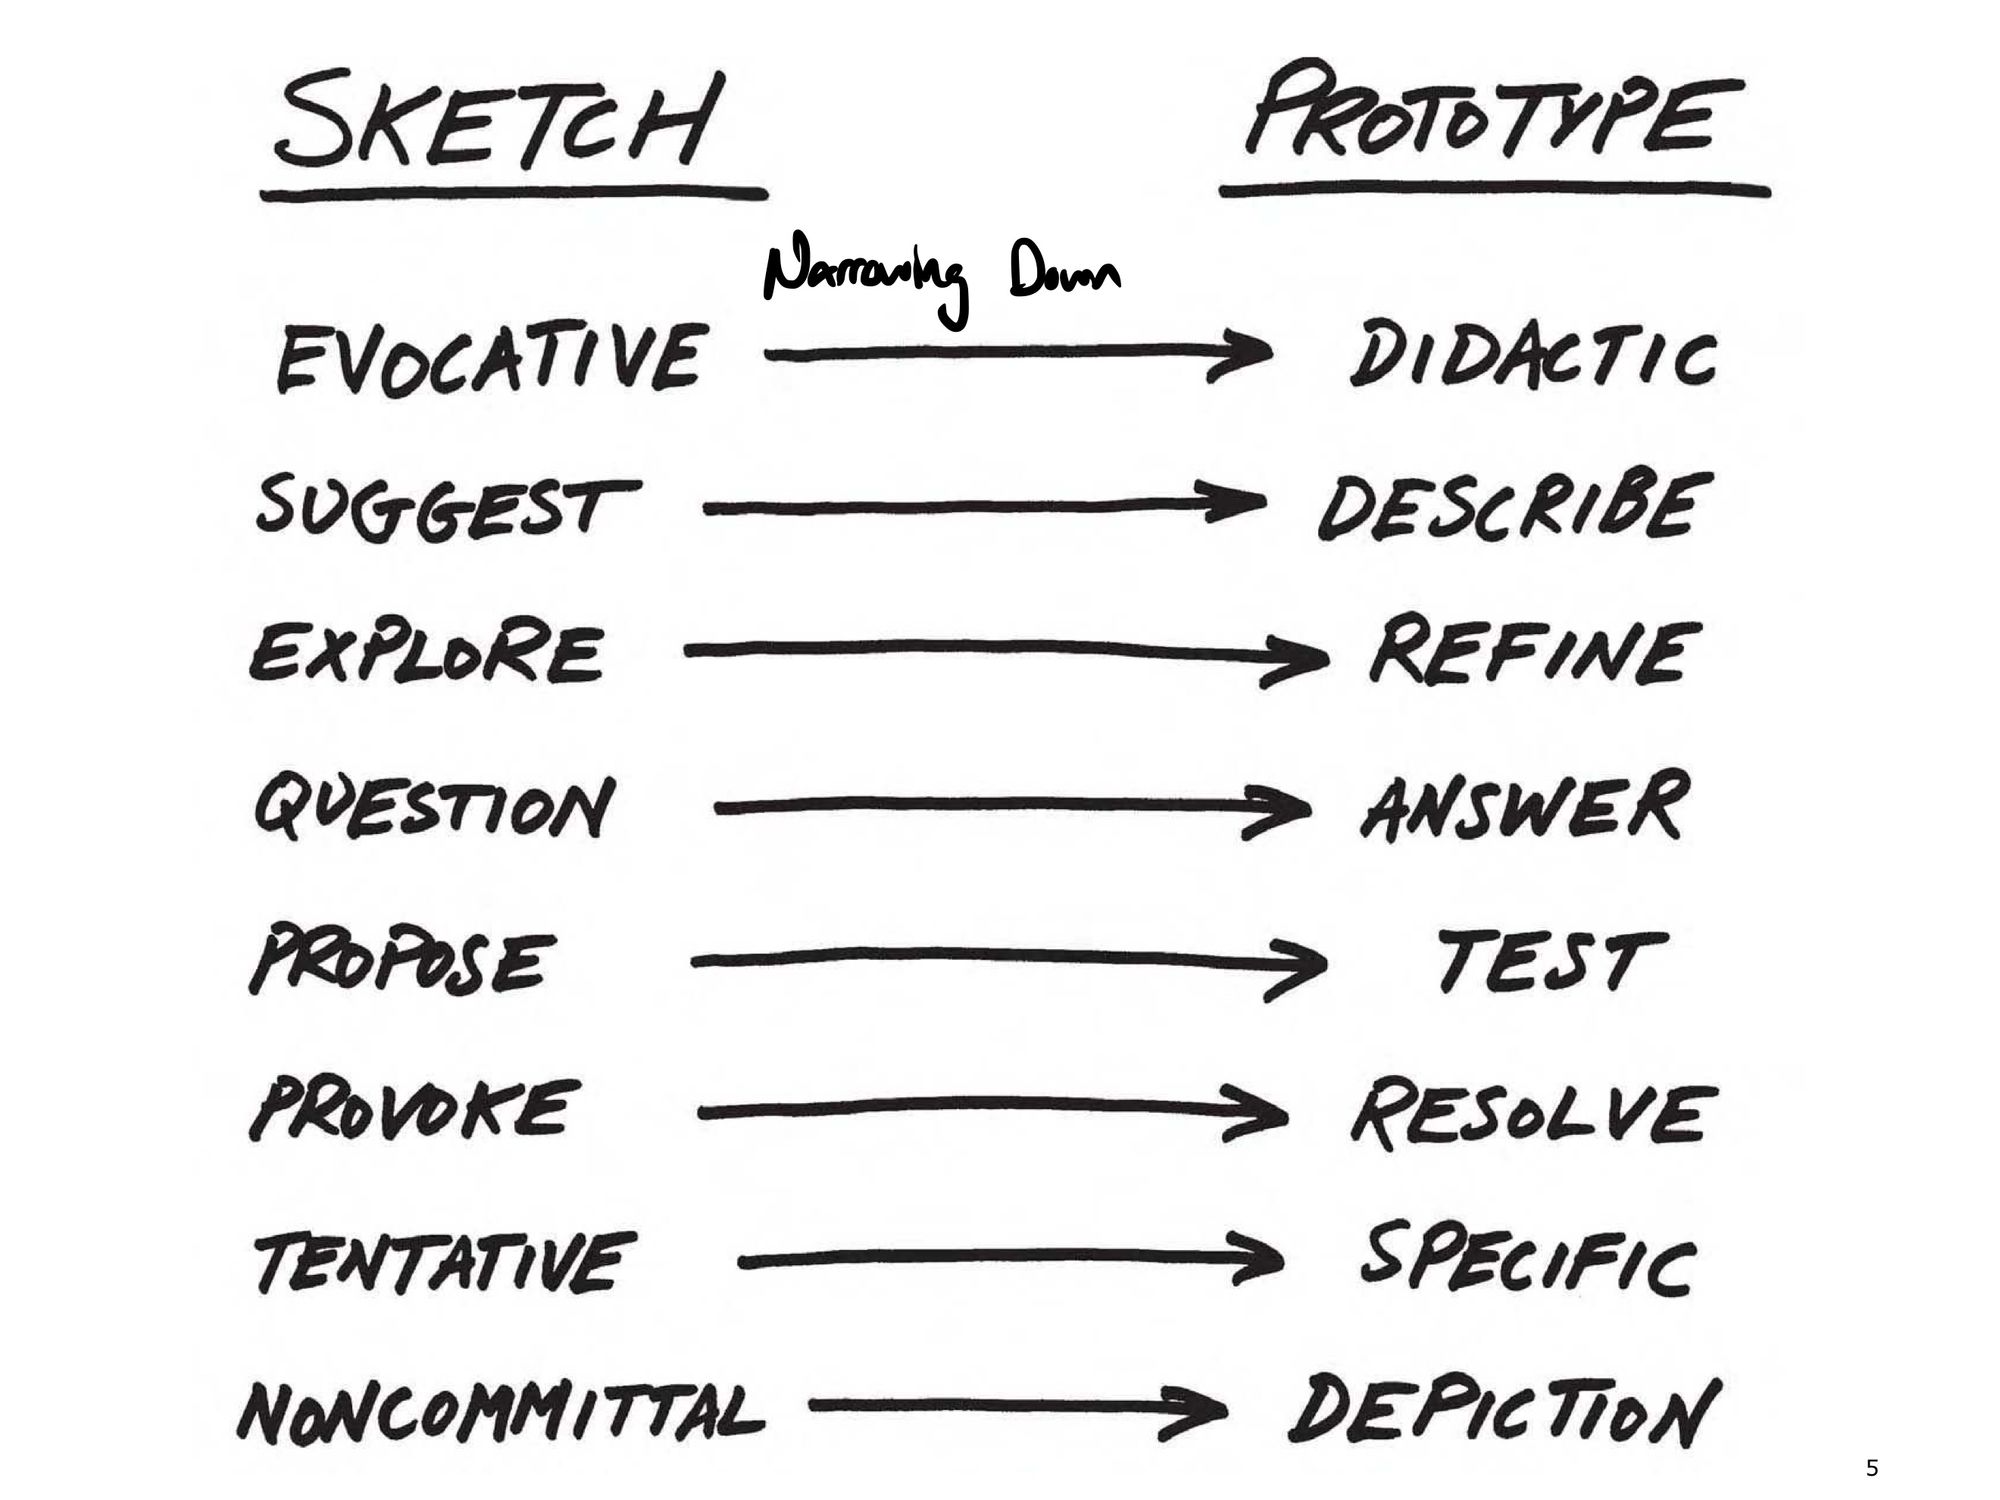 SKETCH PROTOTYPE
Narrowing Down
EVOCATIVE DIDACTIC
SUGGEST DESCRIBE
EXPLORE REFINE
QUESTION ANSWER
PROPOSE TEST
PROVOKE RESOLVE
TENTATIVE SPECIFIC
NONCOMMITTAL DEPICTION
5